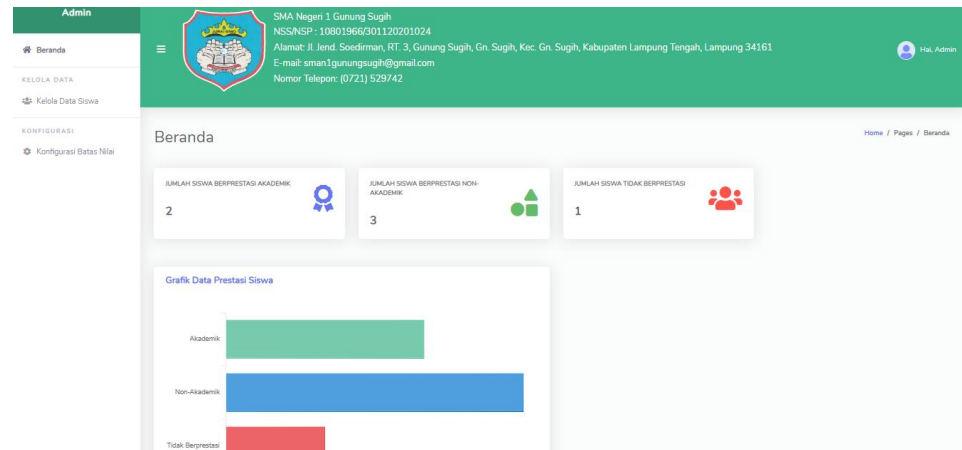 Admin
Beranda
KELOLA DATA
Kelola Data Siswa
KONFIGURASI
Konfigurasi Batas Nilai
SMA Negeri 1 Gunung Sugih
NSS/NSP : 10801966/301120201024
Alamat: Jl. Jend. Soedirman, RT. 3, Gunung Sugih, Gn. Sugih, Kec. Gn. Sugih, Kabupaten Lampung Tengah, Lampung 34161
E-mail: sman1gunungsugih@gmail.com
Nomor Telepon: (0721) 529742
Hai, Admin
Beranda
Home / Pages / Beranda
JUMLAH SISWA BERPRESTASI AKADEMIK
2
JUMLAH SISWA BERPRESTASI NON-
AKADEMIK
3
JUMLAH SISWA TIDAK BERPRESTASI
1
Grafik Data Prestasi Siswa
Akademik
Non-Akademik
Tidak Berprestasi